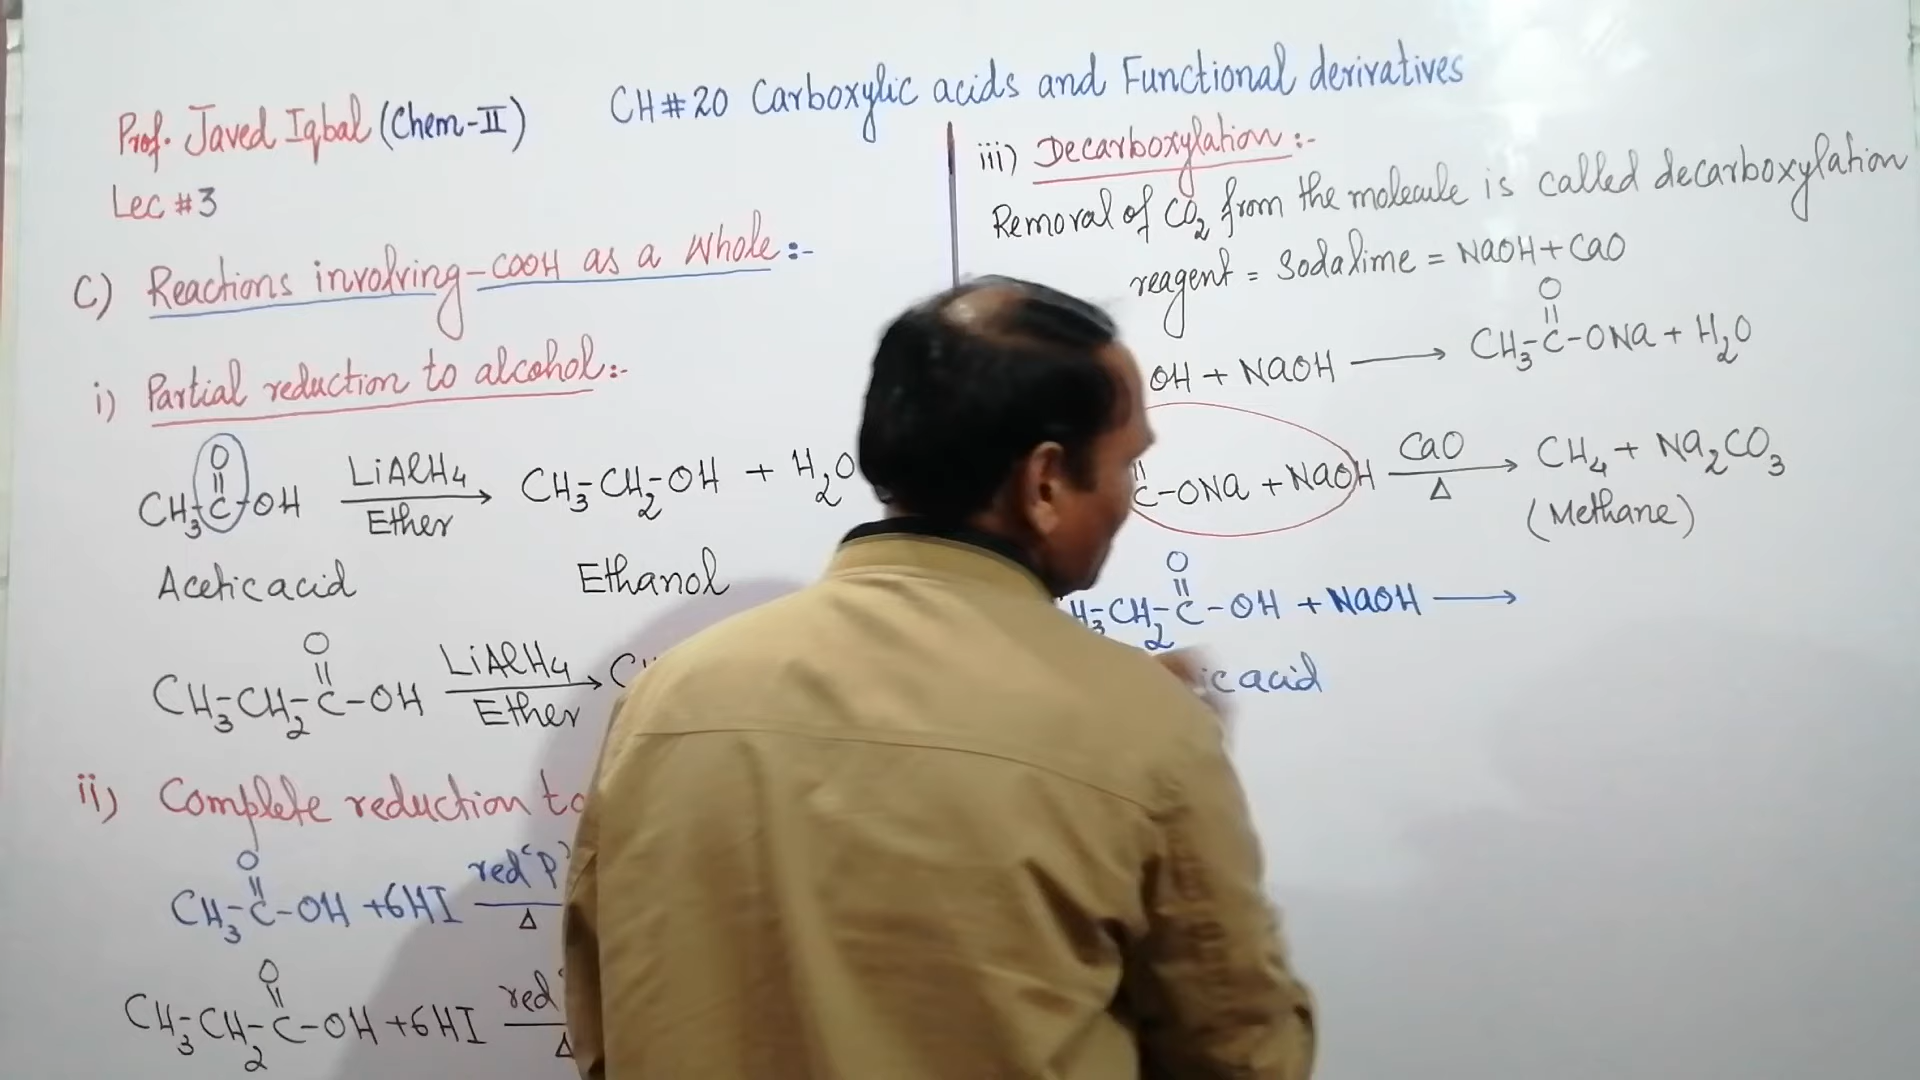 CH#20 Carboxylic acids and Functional derivatives
Prof. Javed Iqbal (Chem-II)
Lec #3
C) Reactions involving -COOH as a Whole:-
i) Partial reduction to alcohol:-
O
||
CH3-C-OH LiAlH4 Ether → CH3-CH2-OH + H2O
Acetic acid Ethanol
O
||
CH3-CH2-C-OH LiAlH4 Ether →
ii) Complete reduction to
O
||
CH3-C-OH + 6HI red 'P' Δ
O
||
CH3-CH2-C-OH + 6HI red Δ
iii) Decarboxylation:-
Removal of CO2 from the molecule is called decarboxylation
reagent = Sodalime = NaOH + CaO
O
||
OH + NaOH → CH3-C-ONa + H2O
||
C-ONa + NaOH CaO Δ → CH4 + Na2CO3
(Methane)
O
||
H3-CH2-C-OH + NaOH →
ic acid